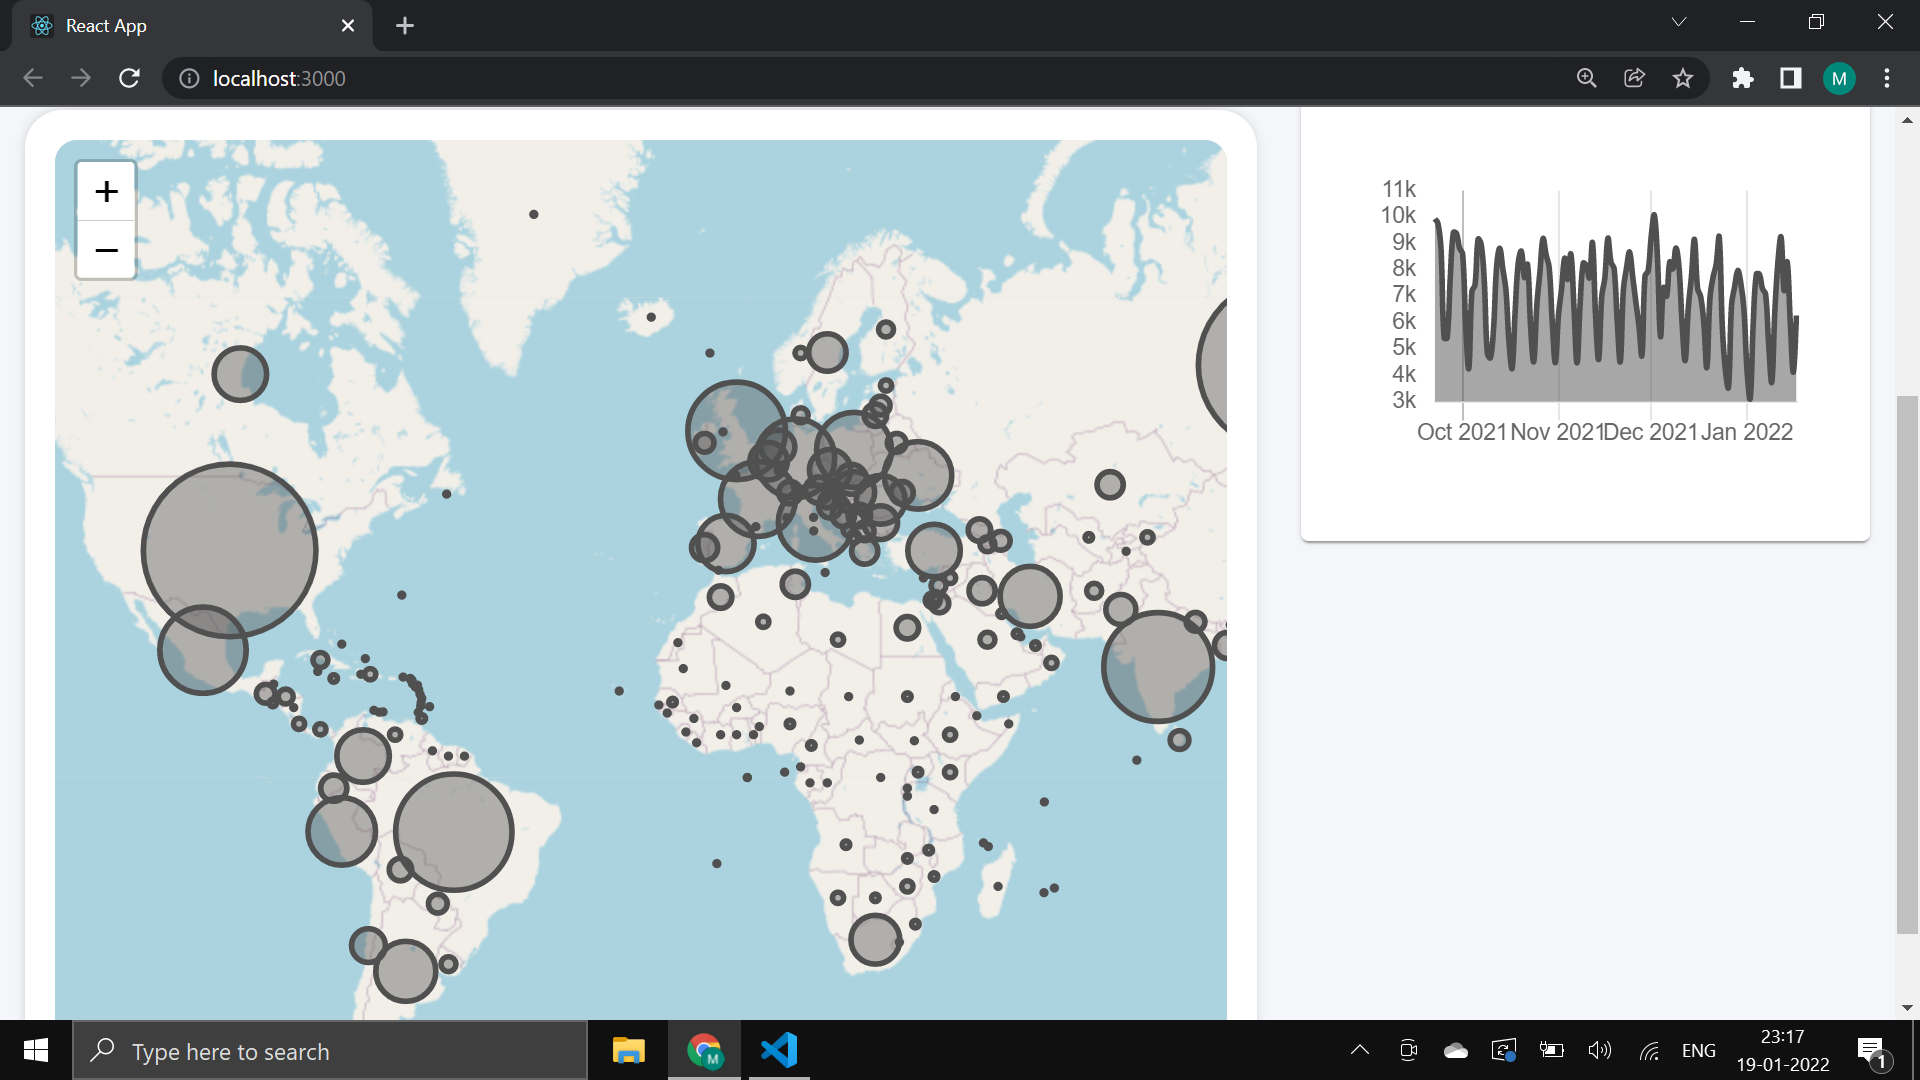 React App
localhost:3000
M
+
−
11k
10k
9k
8k
7k
6k
5k
4k
3k
Oct 2021 Nov 2021 Dec 2021 Jan 2022
Type here to search
M
ENG
23:17
19-01-2022
1